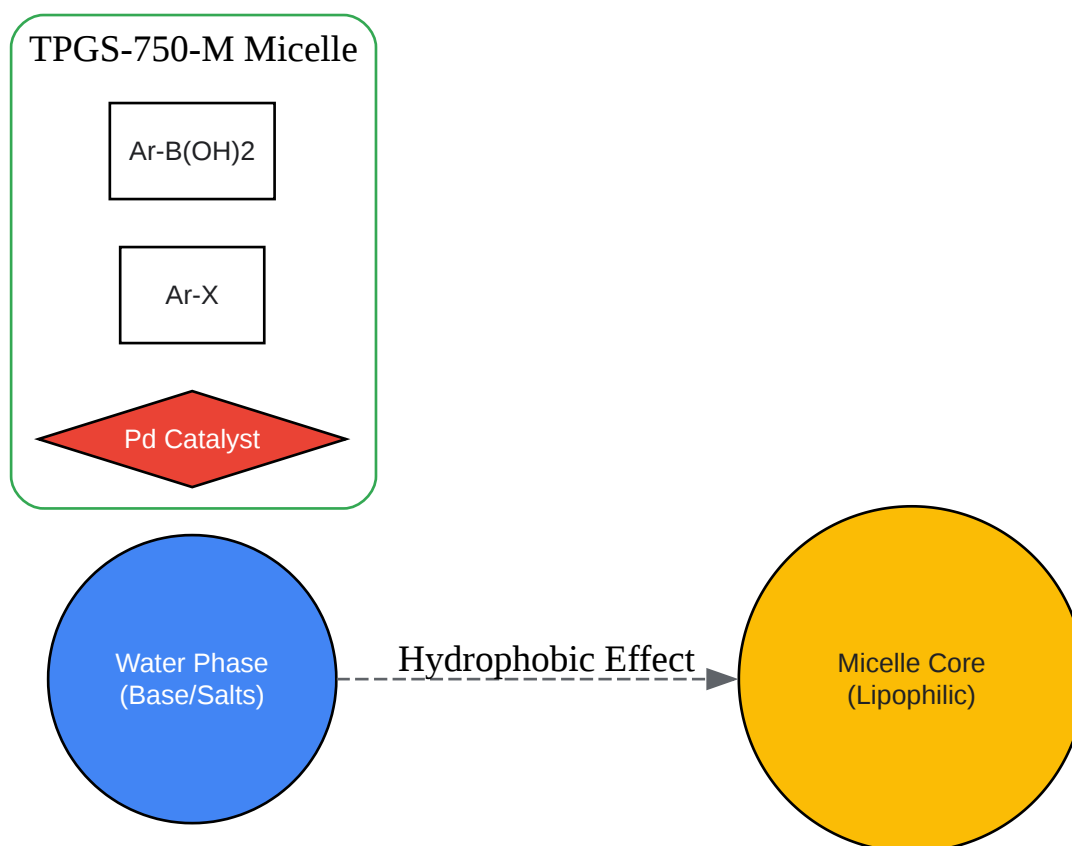 TPGS-750-M Micelle
Ar-B(OH)2
Ar-X
Pd Catalyst
Water Phase
(Base/Salts)
Hydrophobic Effect
Micelle Core
(Lipophilic)